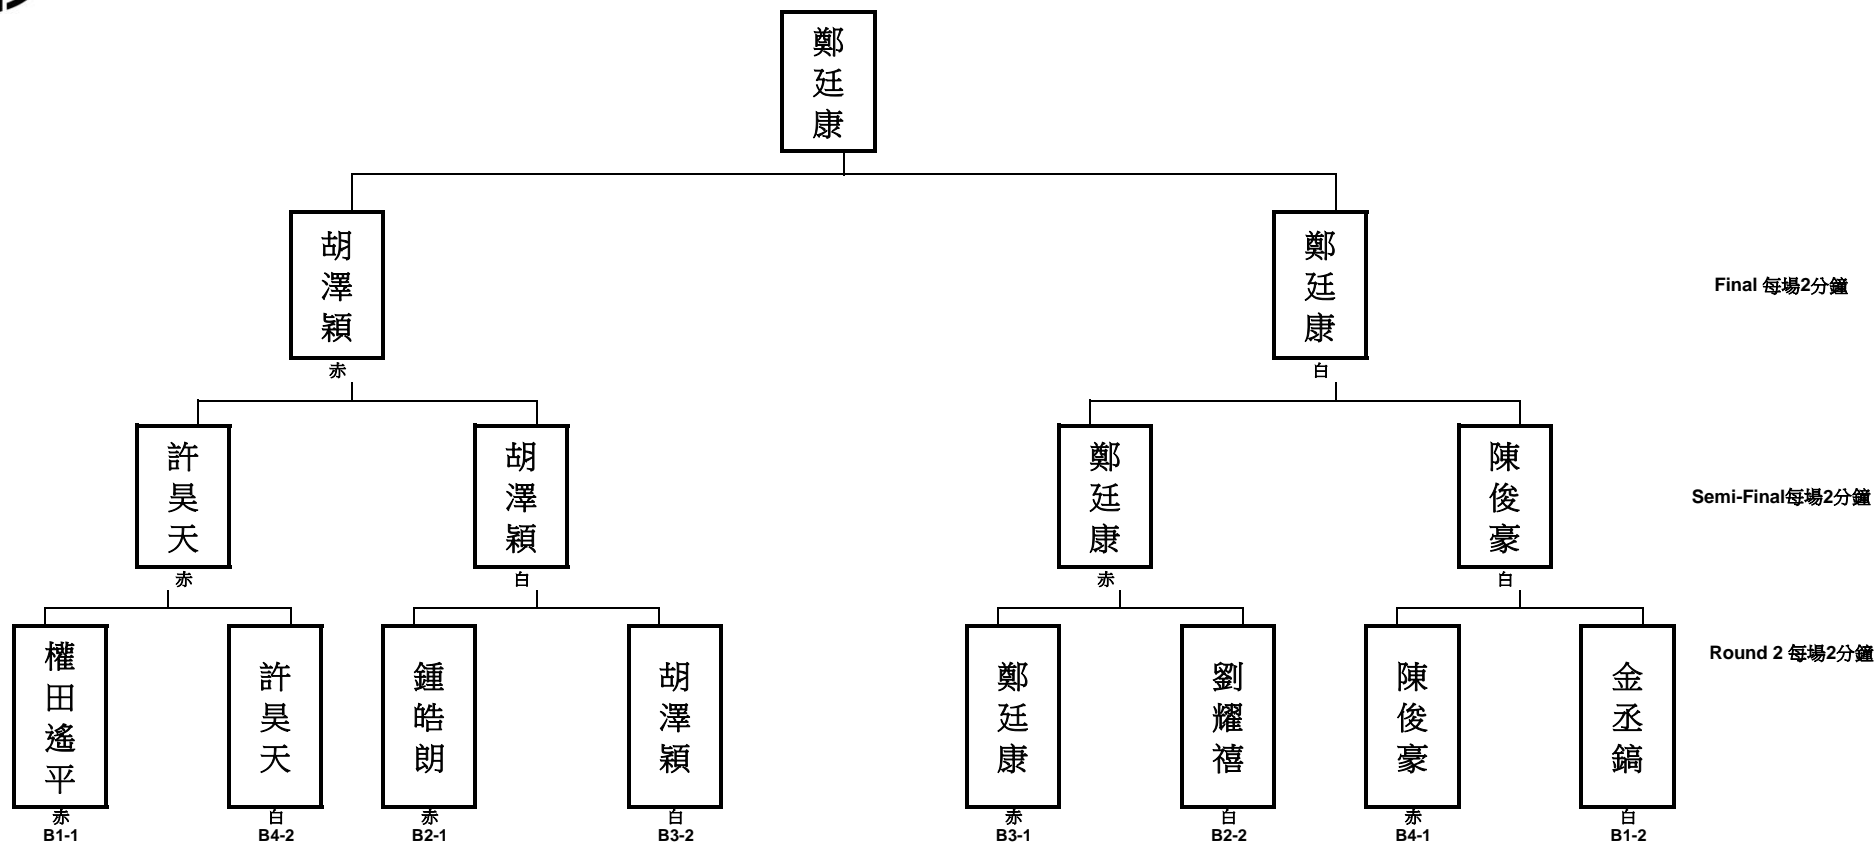 鄭廷康
胡澤穎
鄭廷康
Final 每場2分鐘
赤
白
許昊天
胡澤穎
鄭廷康
陳俊豪
Semi-Final每場2分鐘
赤
白
赤
白
權田遙平
許昊天
鍾皓朗
胡澤穎
鄭廷康
劉耀禧
陳俊豪
金丞鎬
Round 2 每場2分鐘
赤
白
赤
白
赤
白
赤
白
B1-1
B4-2
B2-1
B3-2
B3-1
B2-2
B4-1
B1-2